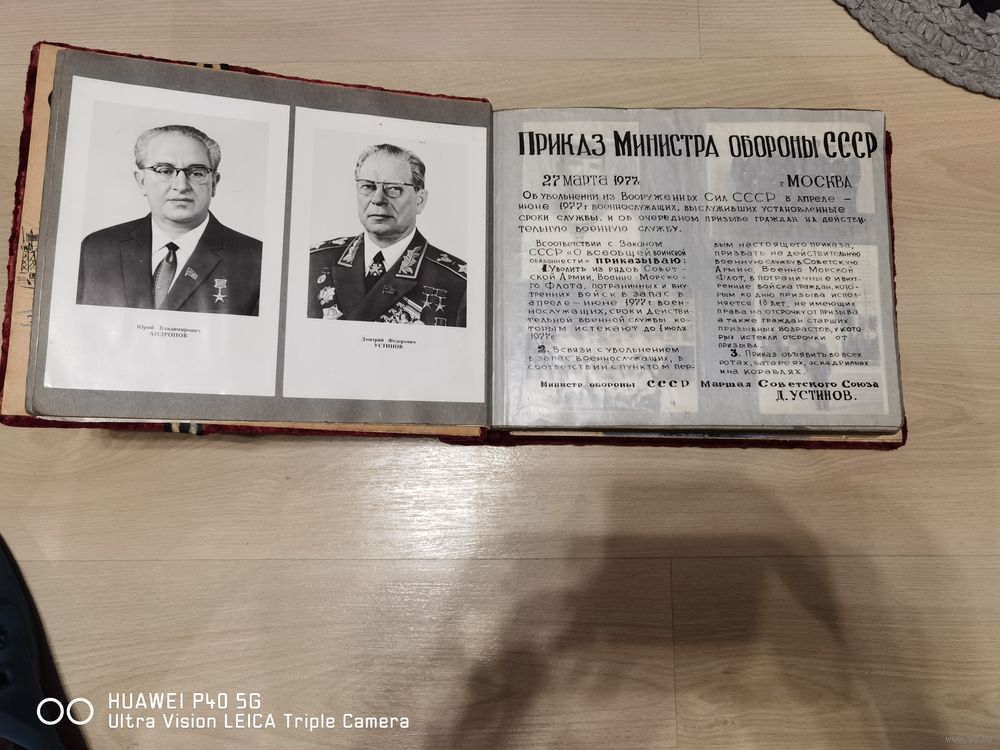 Юрий Владимирович
АНДРОПОВ
Дмитрий Федорович
УСТИНОВ
ПРИКАЗ МИНИСТРА ОБОРОНЫ СССР
27 МАРТА 1977г. г. МОСКВА
Об увольнении из Вооруженных Сил СССР в апреле –
июне 1977г военнослужащих, выслуживших установленные
сроки службы, и об очередном призыве граждан на действи-
тельную военную службу.
Всоответствии с Законом
СССР «О всеобщей воинской
обязанности» ПРИКАЗЫВАЮ:
1. Уволить из рядов Совет-
ской Армии, Военно Морско-
го Флота, пограничных и внут-
ренних войск в запас в
апреле – июне 1977г воен-
нослужащих, сроки действи-
тельной военной службы ко-
торым истекают до 1 июля
1977г.
2. Всвязи с увольнением
в запас военнослужащих, в
соответствии с пунктом пер-
вым настоящего приказа,
призвать на действительную
военную службу в Советскую
Армию, Военно Морской
Флот, в пограничные и внут-
ренние войска граждан, кото-
рым ко дню призыва испол-
няется 18 лет, не имеющих
права на отсрочку от призыва
а также граждан старших
призывных возрастов, у кото-
рых истекли отсрочки от
призыва.
3. Приказ объявить во всех
ротах, батареях, эскадрильях
и на кораблях.
Министр обороны СССР Маршал Советского Союза
Д. УСТИНОВ.
HUAWEI P40 5G
Ultra Vision LEICA Triple Camera